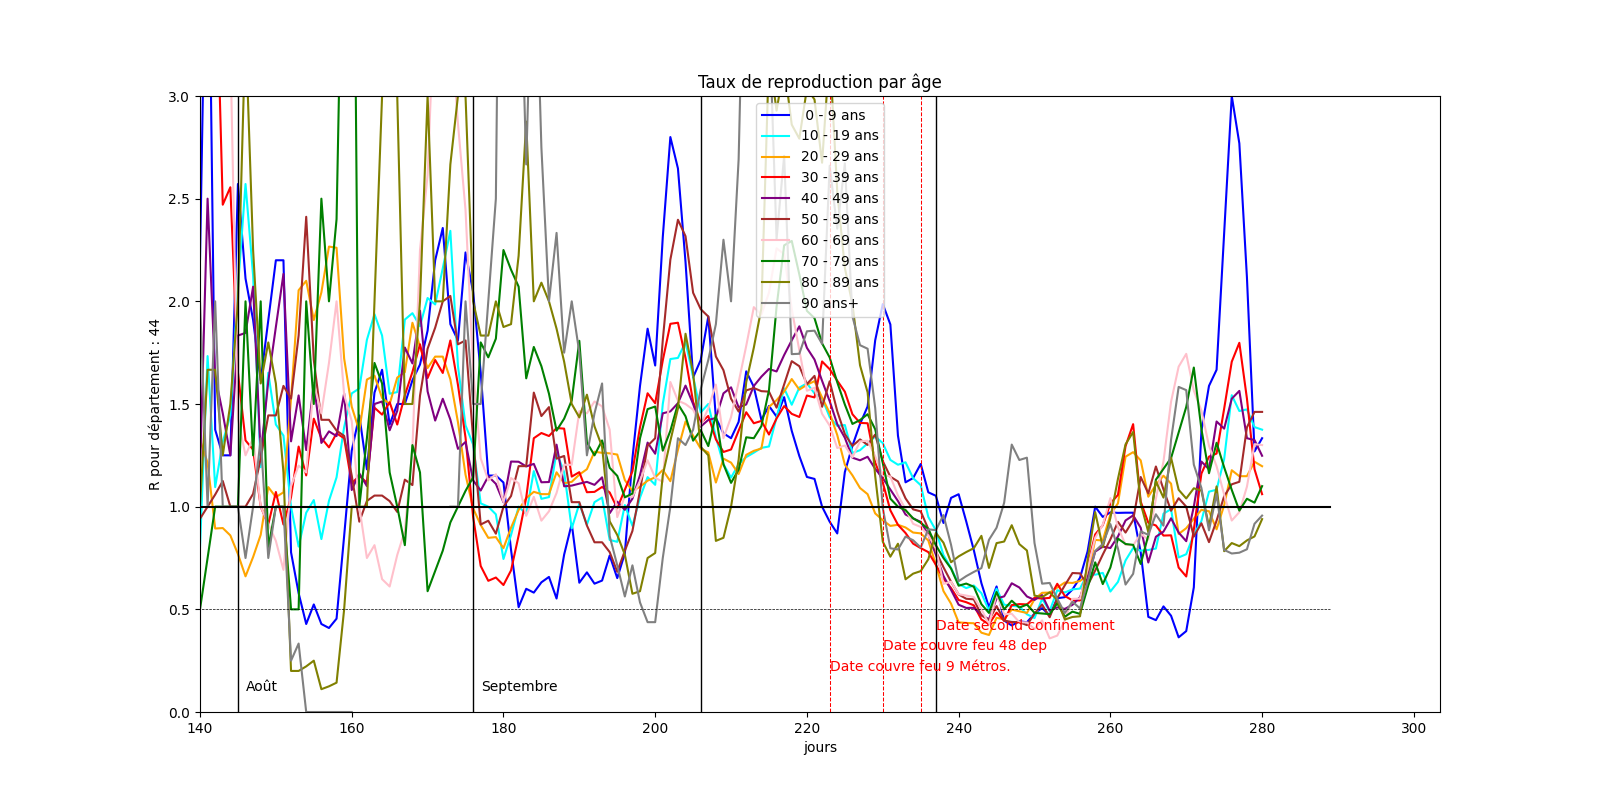 Taux de reproduction par âge
R pour département : 44
3.0
2.5
2.0
1.5
1.0
0.5
0.0
0 - 9 ans
10 - 19 ans
20 - 29 ans
30 - 39 ans
40 - 49 ans
50 - 59 ans
60 - 69 ans
70 - 79 ans
80 - 89 ans
90 ans+
Date second confinement
Date couvre feu 48 dep
Date couvre feu 9 Métros.
Août
Septembre
140 160 180 200 220 240 260 280 300
jours